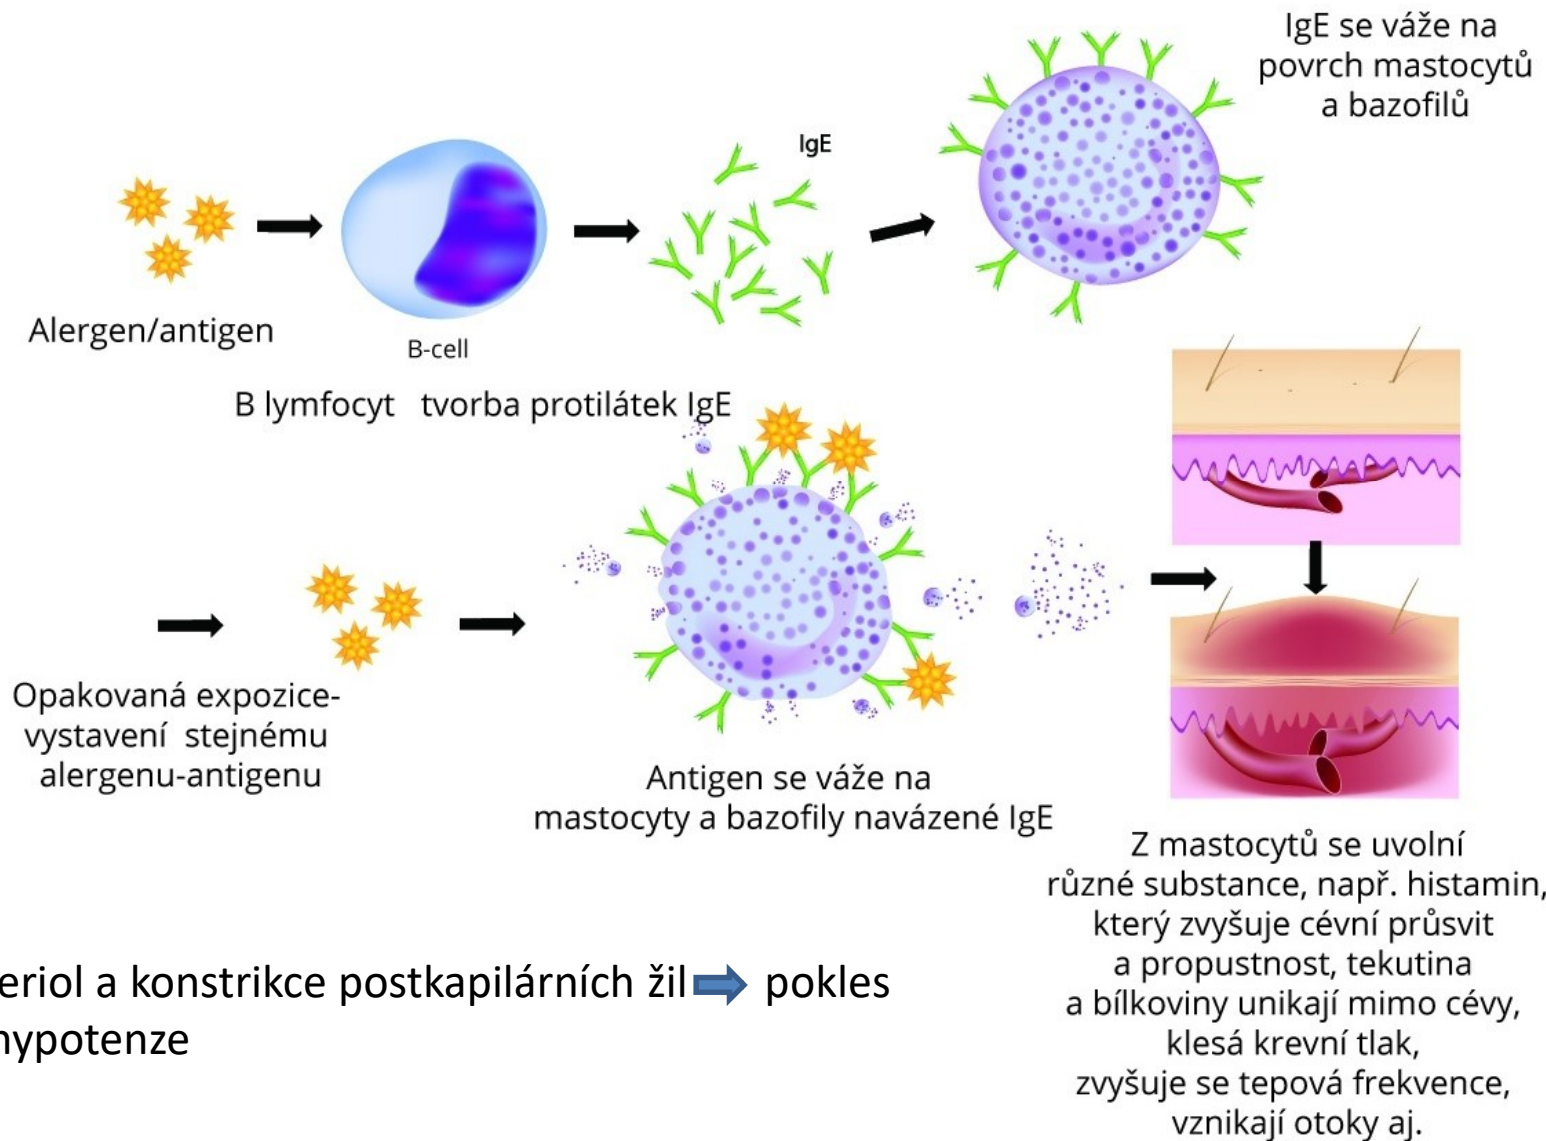 IgE se váže na
povrch mastocytů
a bazofilů
IgE
Alergen/antigen
B-cell
B lymfocyt tvorba protilátek IgE
Opakovaná expozice-
vystavení stejnému
alergenu-antigenu
Antigen se váže na
mastocyty a bazofily navázené IgE
Z mastocytů se uvolní
různé substance, např. histamin,
který zvyšuje cévní průsvit
a propustnost, tekutina
a bílkoviny unikají mimo cévy,
klesá krevní tlak,
zvyšuje se tepová frekvence,
vznikají otoky aj.
eriol a konstrikce postkapilárních žil pokles
hypotenze